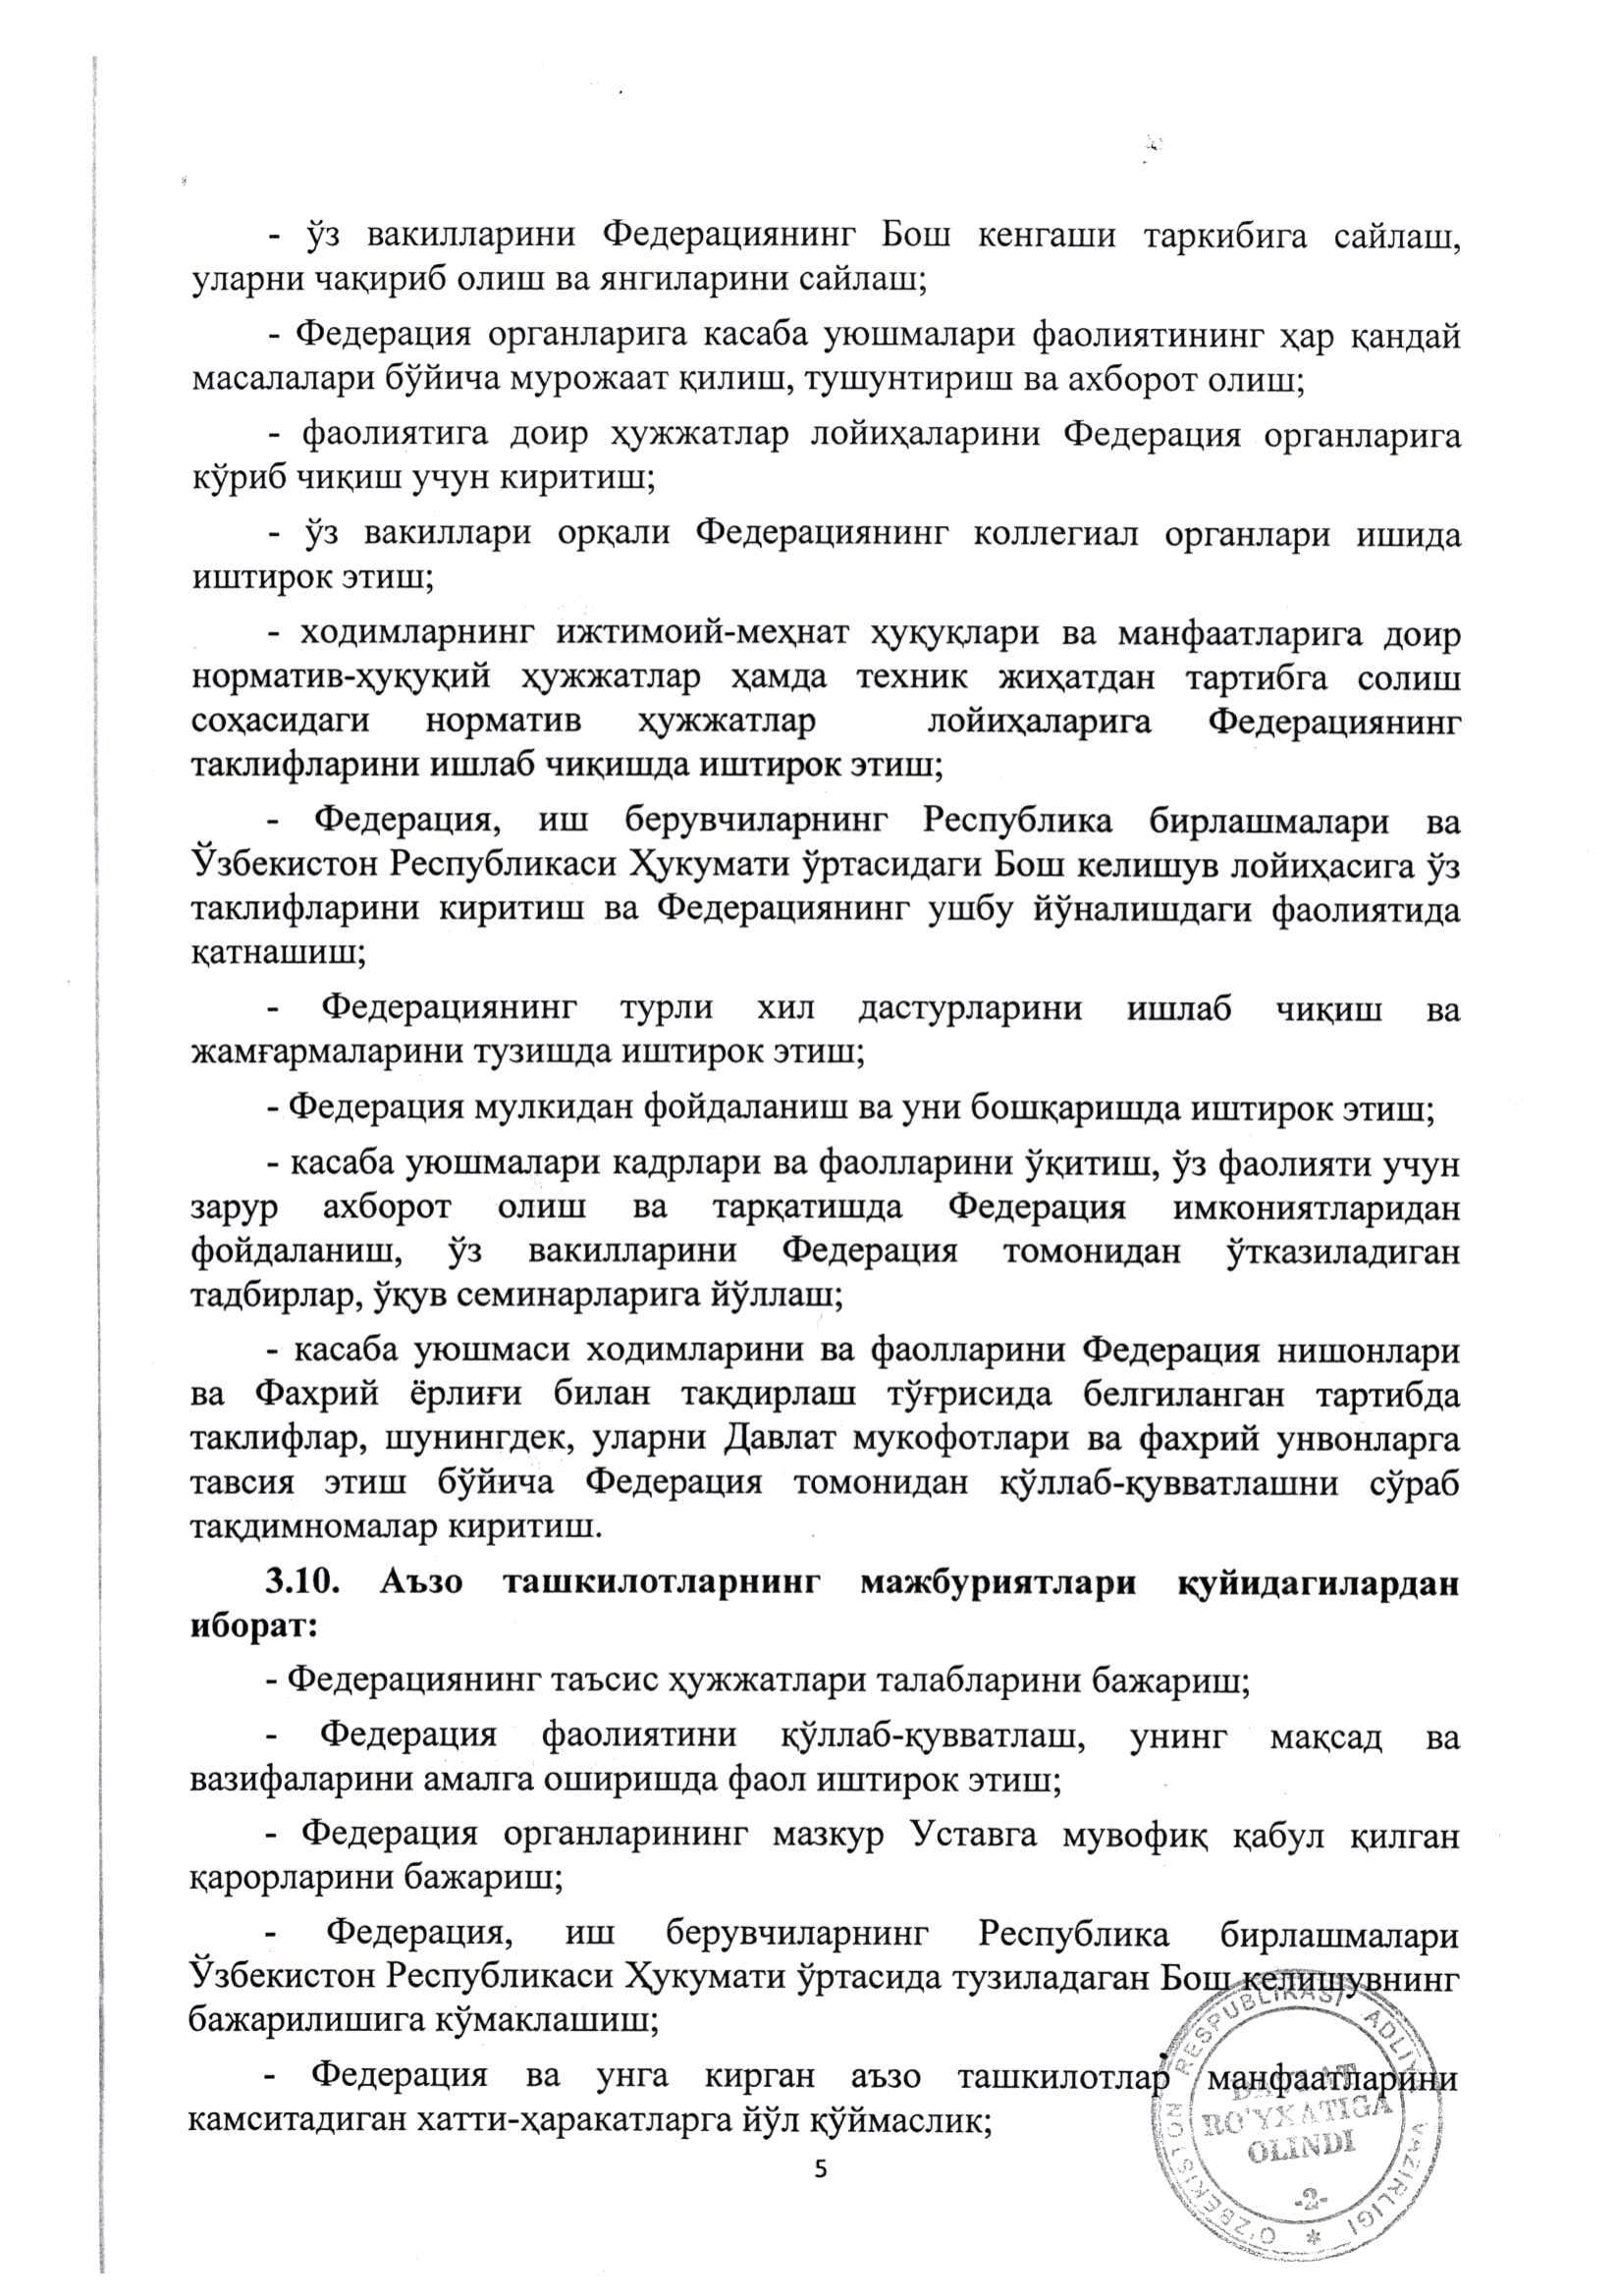 - ўз вакилларини Федерациянинг Бош кенгаши таркибига сайлаш,
уларни чақириб олиш ва янгиларини сайлаш;
- Федерация органларига касаба уюшмалари фаолиятининг ҳар қандай
масалалари бўйича мурожаат қилиш, тушунтириш ва ахборот олиш;
- фаолиятига доир ҳужжатлар лойиҳаларини Федерация органларига
кўриб чиқиш учун киритиш;
- ўз вакиллари орқали Федерациянинг коллегиал органлари ишида
иштирок этиш;
- ходимларнинг ижтимоий-меҳнат ҳуқуқлари ва манфаатларига доир
норматив-ҳуқуқий ҳужжатлар ҳамда техник жиҳатдан тартибга солиш
соҳасидаги норматив ҳужжатлар лойиҳаларига Федерациянинг
таклифларини ишлаб чиқишда иштирок этиш;
- Федерация, иш берувчиларнинг Республика бирлашмалари ва
Ўзбекистон Республикаси Ҳукумати ўртасидаги Бош келишув лойиҳасига ўз
таклифларини киритиш ва Федерациянинг ушбу йўналишдаги фаолиятида
қатнашиш;
- Федерациянинг турли хил дастурларини ишлаб чиқиш ва
жамғармаларини тузишда иштирок этиш;
- Федерация мулкидан фойдаланиш ва уни бошқаришда иштирок этиш;
- касаба уюшмалари кадрлари ва фаолларини ўқитиш, ўз фаолияти учун
зарур ахборот олиш ва тарқатишда Федерация имкониятларидан
фойдаланиш, ўз вакилларини Федерация томонидан ўтказиладиган
тадбирлар, ўқув семинарларига йўллаш;
- касаба уюшмаси ходимларини ва фаолларини Федерация нишонлари
ва Фахрий ёрлиғи билан тақдирлаш тўғрисида белгиланган тартибда
таклифлар, шунингдек, уларни Давлат мукофотлари ва фахрий унвонларга
тавсия этиш бўйича Федерация томонидан қўллаб-қувватлашни сўраб
тақдимномалар киритиш.
3.10. Аъзо ташкилотларнинг мажбуриятлари қуйидагилардан
иборат:
- Федерациянинг таъсис ҳужжатлари талабларини бажариш;
- Федерация фаолиятини қўллаб-қувватлаш, унинг мақсад ва
вазифаларини амалга оширишда фаол иштирок этиш;
- Федерация органларининг мазкур Уставга мувофиқ қабул қилган
қарорларини бажариш;
- Федерация, иш берувчиларнинг Республика бирлашмалари
Ўзбекистон Республикаси Ҳукумати ўртасида тузиладаган Бош келишувнинг
бажарилишига кўмаклашиш;
- Федерация ва унга кирган аъзо ташкилотлар манфаатларини
камситадиган хатти-ҳаракатларга йўл қўймаслик;
5
O'ZBEKISTON RESPUBLIKASI ADLIYA VAZIRLIGI *
DAVLAT
RO'YXATIGA
OLINDI
-2-